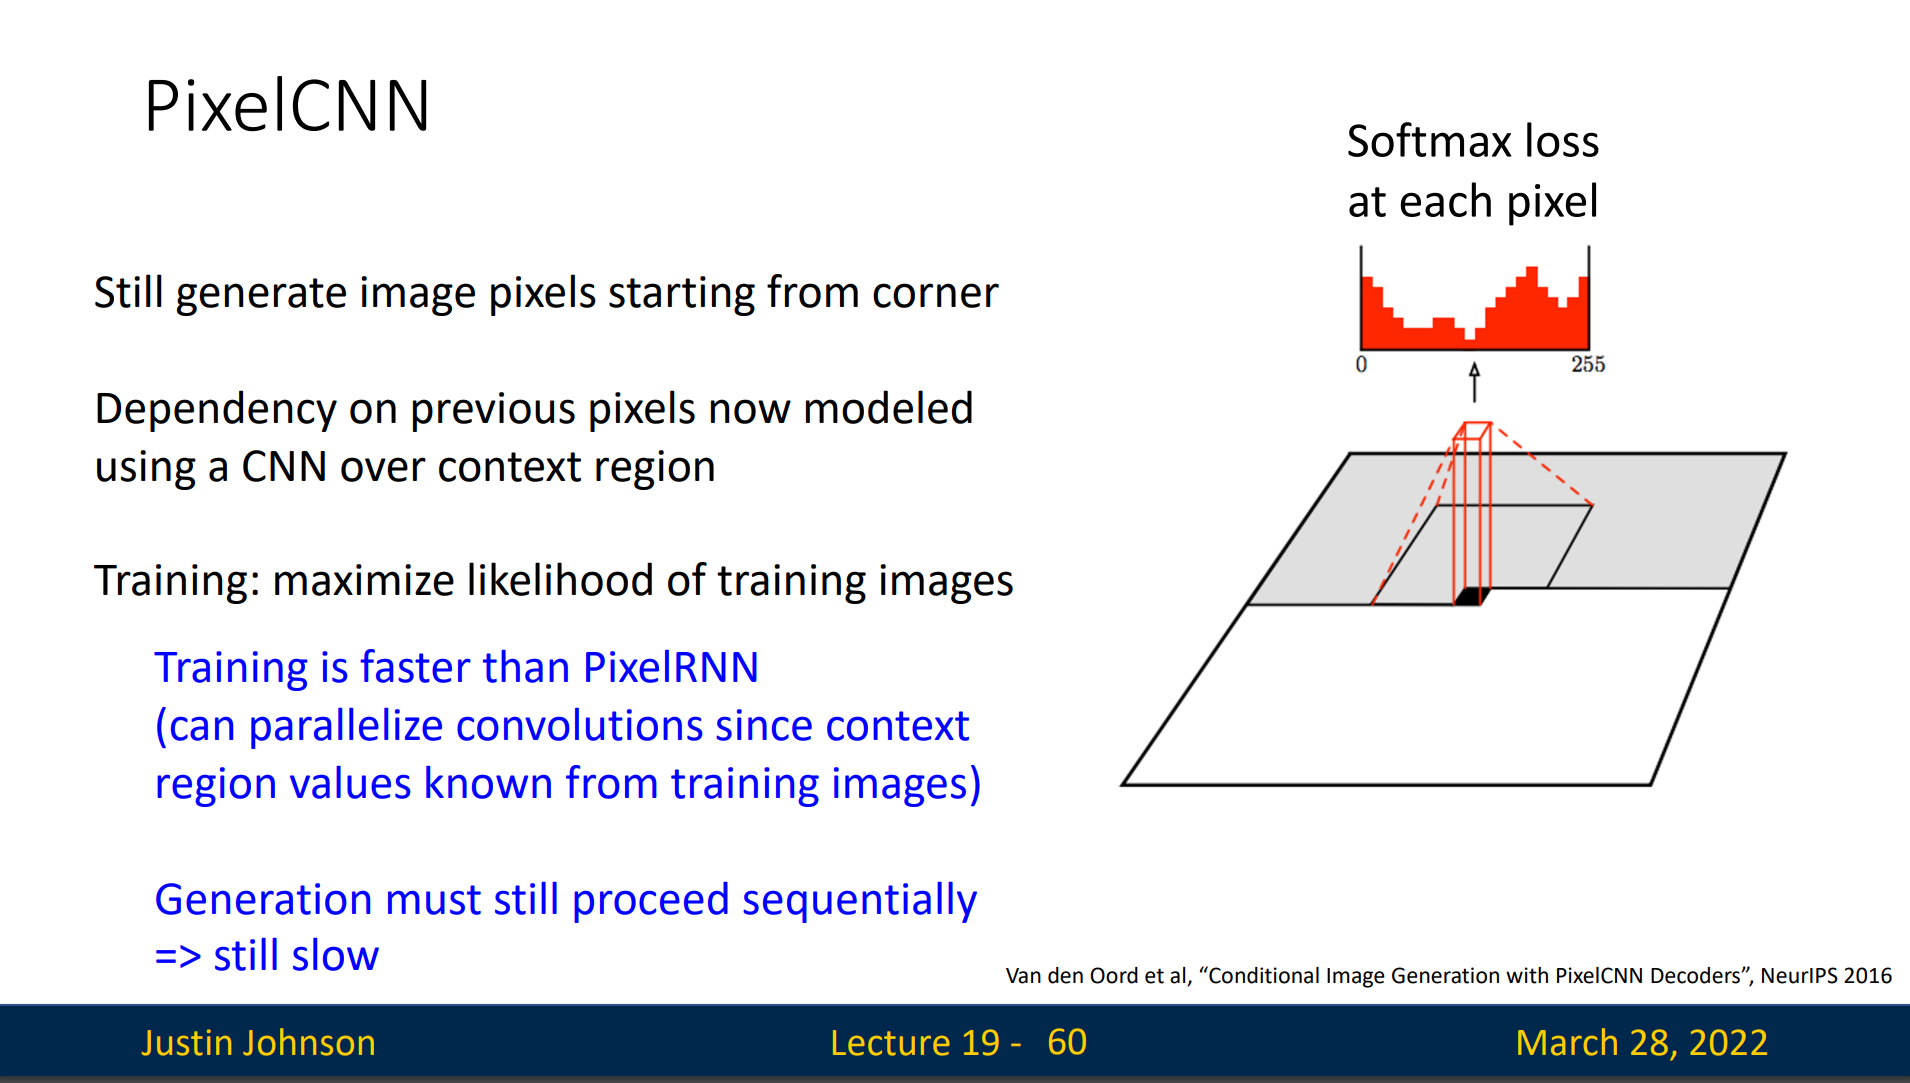 PixelCNN
Still generate image pixels starting from corner
Dependency on previous pixels now modeled
using a CNN over context region
Training: maximize likelihood of training images
Training is faster than PixelRNN
(can parallelize convolutions since context
region values known from training images)
Generation must still proceed sequentially
=> still slow
Softmax loss
at each pixel
0 255
Van den Oord et al, “Conditional Image Generation with PixelCNN Decoders”, NeurIPS 2016
Justin Johnson
Lecture 19 - 60
March 28, 2022